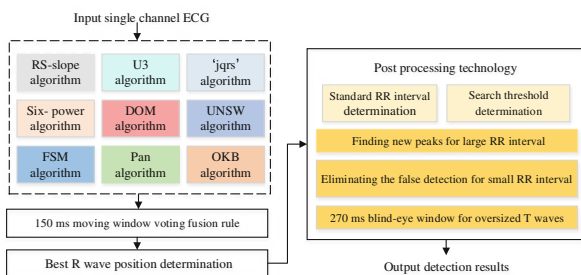 Input single channel ECG
RS-slope
algorithm
U3
algorithm
'jqrs'
algorithm
Six- power
algorithm
DOM
algorithm
UNSW
algorithm
FSM
algorithm
Pan
algorithm
OKB
algorithm
150 ms moving window voting fusion rule
Best R wave position determination
Post processing technology
Standard RR interval
determination
Search threshold
determination
Finding new peaks for large RR interval
Eliminating the false detection for small RR interval
270 ms blind-eye window for oversized T waves
Output detection results